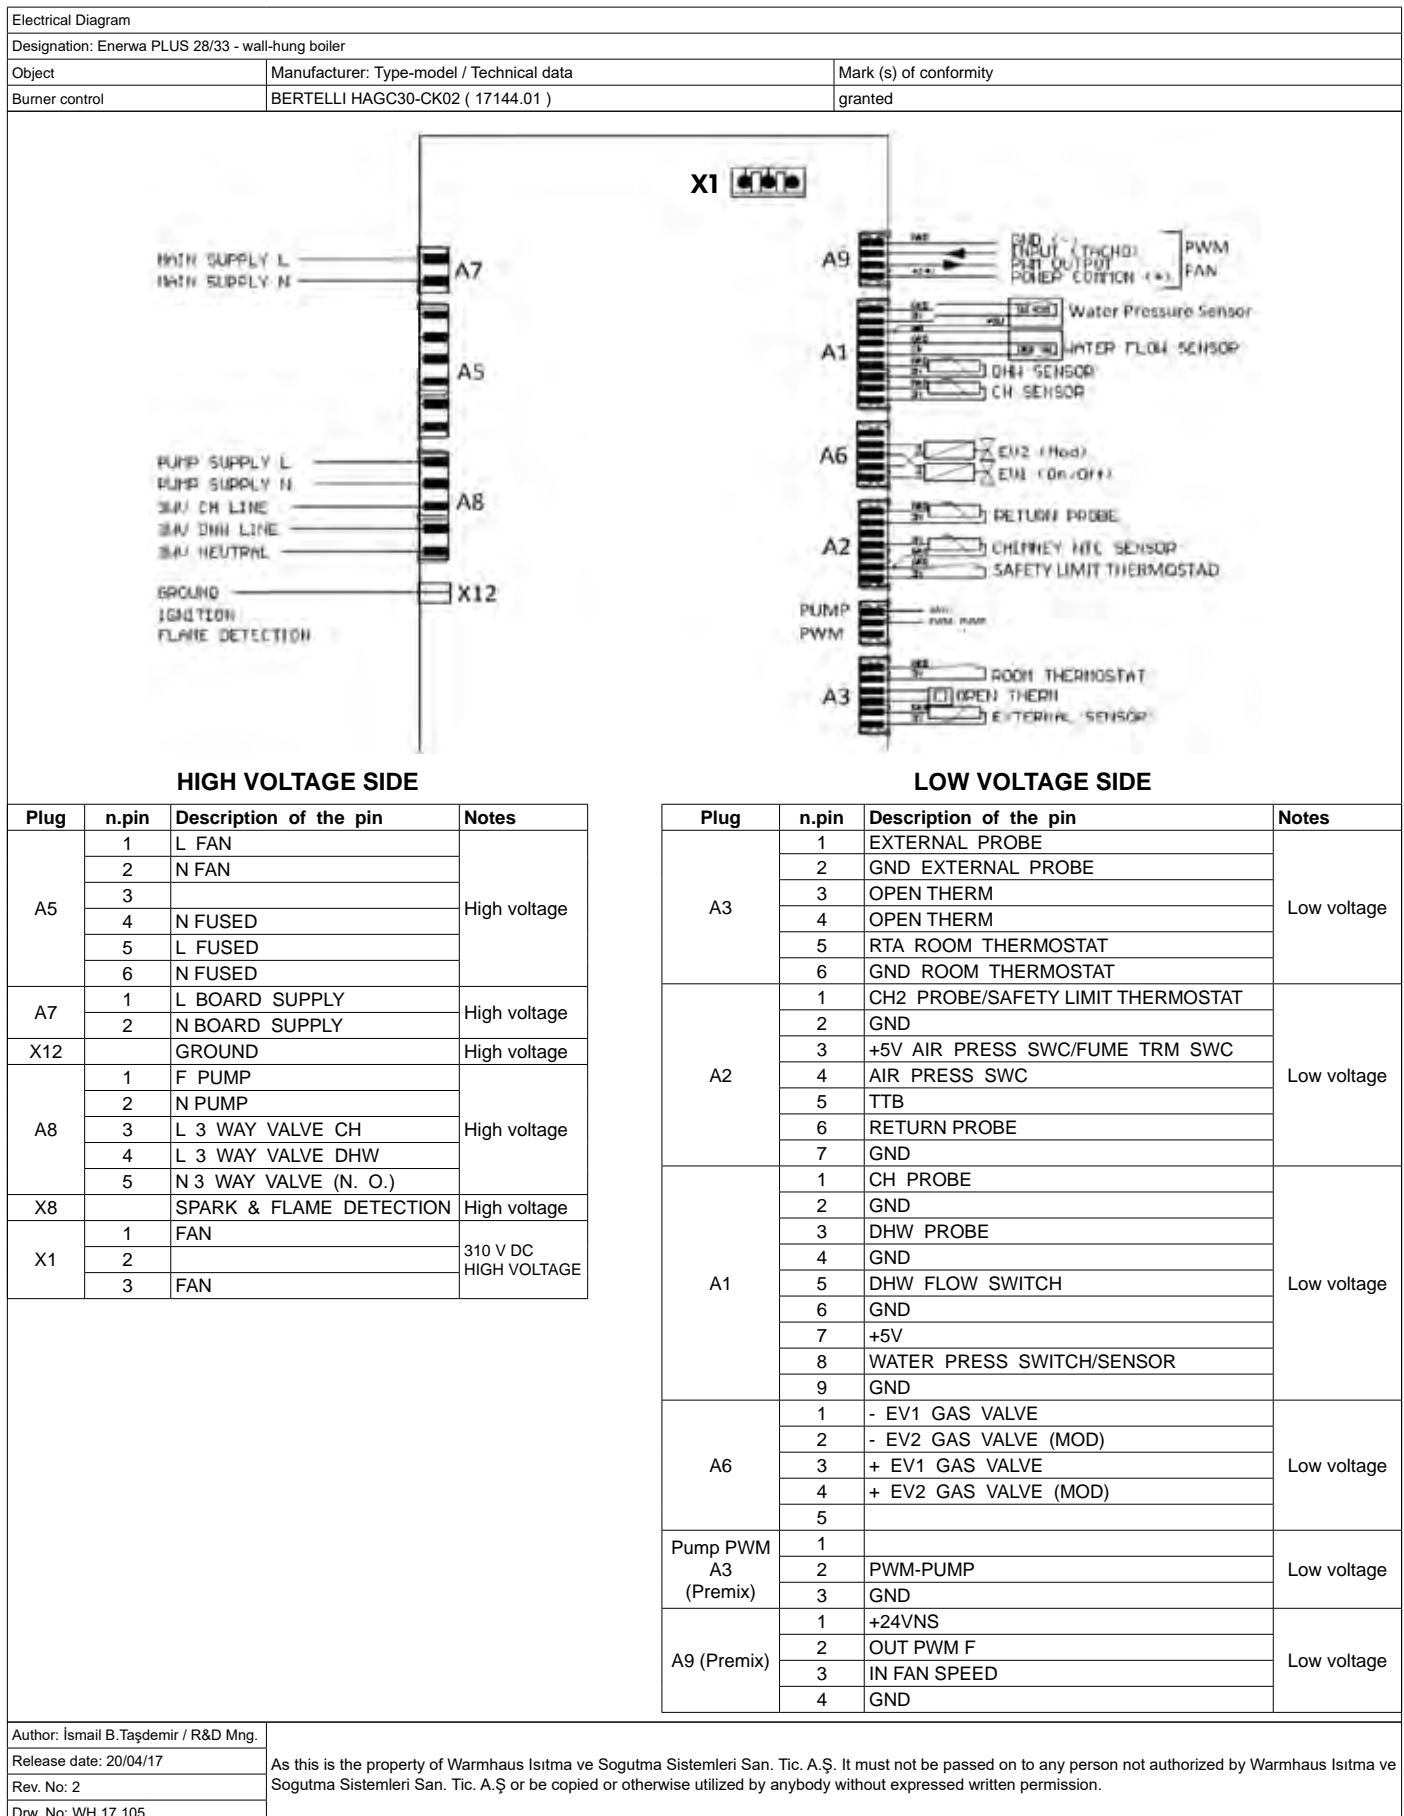 Electrical Diagram
Designation: Enerwa PLUS 28/33 - wall-hung boiler
Object Manufacturer: Type-model / Technical data Mark (s) of conformity
Burner control BERTELLI HAGC30-CK02 ( 17144.01 ) granted
X1
MAIN SUPPLY L
MAIN SUPPLY N
A7
A5
PUMP SUPPLY L
PUMP SUPPLY N
3WV CH LINE
3WV DHW LINE
3WV NEUTRAL
A8
GROUND
X12
IGNITION
FLAME DETECTION
A9
GND (-)
INPUT (TACHO)
PWM OUTPUT
POWER COMMON (+)
PWM
FAN
A1
Water Pressure Sensor
WATER FLOW SENSOR
DHW SENSOR
CH SENSOR
A6
EV2 (Mod)
EV1 (On/Off)
A2
RETURN PROBE
CHIMNEY NTC SENSOR
SAFETY LIMIT THERMOSTAD
PUMP
PWM
A3
ROOM THERMOSTAT
OPEN THERM
EXTERNAL SENSOR
HIGH VOLTAGE SIDE
Plug n.pin Description of the pin Notes
A5 High voltage
1 L FAN
2 N FAN
3
4 N FUSED
5 L FUSED
6 N FUSED
A7 High voltage
1 L BOARD SUPPLY
2 N BOARD SUPPLY
X12 GROUND High voltage
A8 High voltage
1 F PUMP
2 N PUMP
3 L 3 WAY VALVE CH
4 L 3 WAY VALVE DHW
5 N 3 WAY VALVE (N. O.)
X8 SPARK & FLAME DETECTION High voltage
X1
1 FAN
2
3 FAN
310 V DC
HIGH VOLTAGE
LOW VOLTAGE SIDE
Plug n.pin Description of the pin Notes
A3 Low voltage
1 EXTERNAL PROBE
2 GND EXTERNAL PROBE
3 OPEN THERM
4 OPEN THERM
5 RTA ROOM THERMOSTAT
6 GND ROOM THERMOSTAT
A2 Low voltage
1 CH2 PROBE/SAFETY LIMIT THERMOSTAT
2 GND
3 +5V AIR PRESS SWC/FUME TRM SWC
4 AIR PRESS SWC
5 TTB
6 RETURN PROBE
7 GND
A1 Low voltage
1 CH PROBE
2 GND
3 DHW PROBE
4 GND
5 DHW FLOW SWITCH
6 GND
7 +5V
8 WATER PRESS SWITCH/SENSOR
9 GND
A6 Low voltage
1 - EV1 GAS VALVE
2 - EV2 GAS VALVE (MOD)
3 + EV1 GAS VALVE
4 + EV2 GAS VALVE (MOD)
5
Pump PWM
A3
(Premix)
Low voltage
1
2 PWM-PUMP
3 GND
A9 (Premix) Low voltage
1 +24VNS
2 OUT PWM F
3 IN FAN SPEED
4 GND
Author: İsmail B.Taşdemir / R&D Mng.
Release date: 20/04/17
Rev. No: 2
Drw. No: WH 17 105
As this is the property of Warmhaus Isıtma ve Sogutma Sistemleri San. Tic. A.Ş. It must not be passed on to any person not authorized by Warmhaus Isıtma ve
Sogutma Sistemleri San. Tic. A.Ş or be copied or otherwise utilized by anybody without expressed written permission.